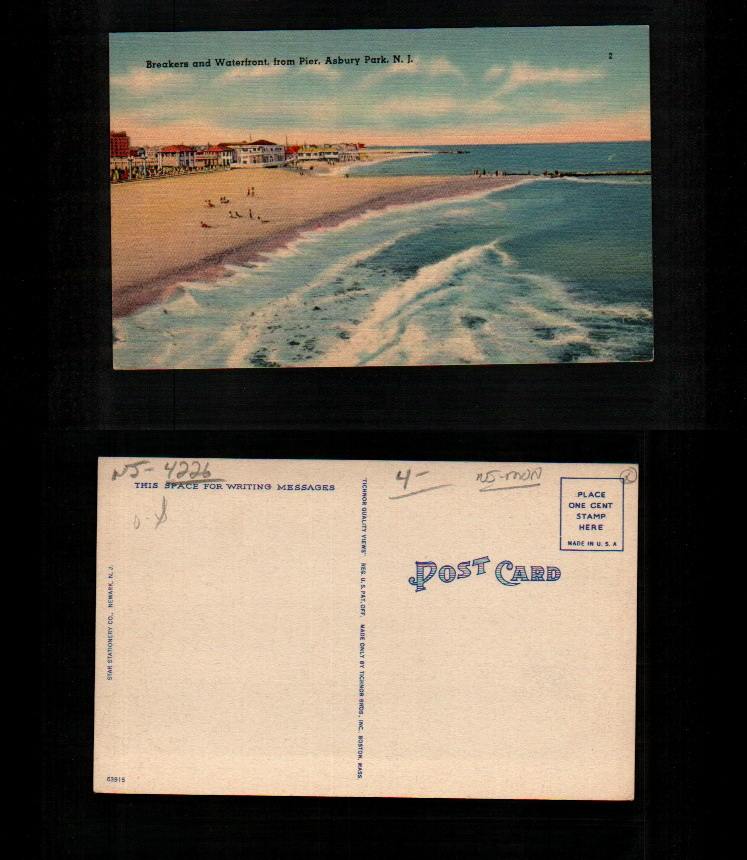 Breakers and Waterfront, from Pier, Asbury Park, N. J.
2
NJ-4226
4-
NJ-MON
THIS SPACE FOR WRITING MESSAGES
PLACE
ONE CENT
STAMP
HERE
MADE IN U. S. A
POST CARD
STAR STATIONERY CO., NEWARK, N. J.
TICHNOR QUALITY VIEWS. REG. U. S. PAT. OFF. MADE ONLY BY TICHNOR BROS. INC. BOSTON, MASS.
63915